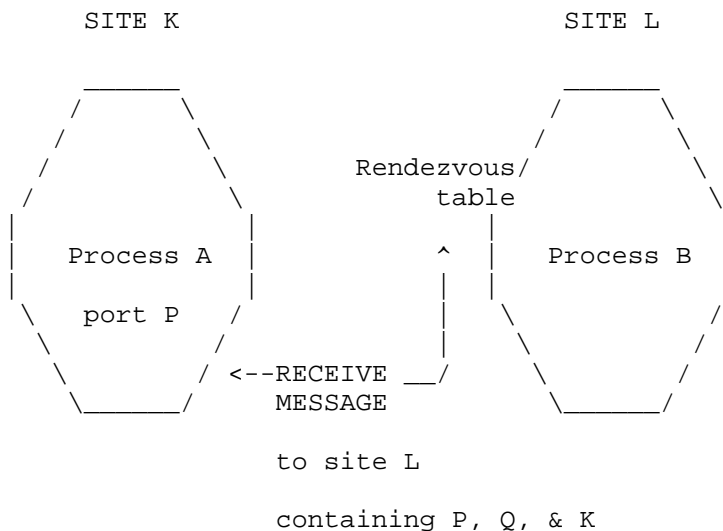 SITE K SITE L
Rendezvous
table
Process A Process B
port P
<--RECEIVE
MESSAGE
to site L
containing P, Q, & K